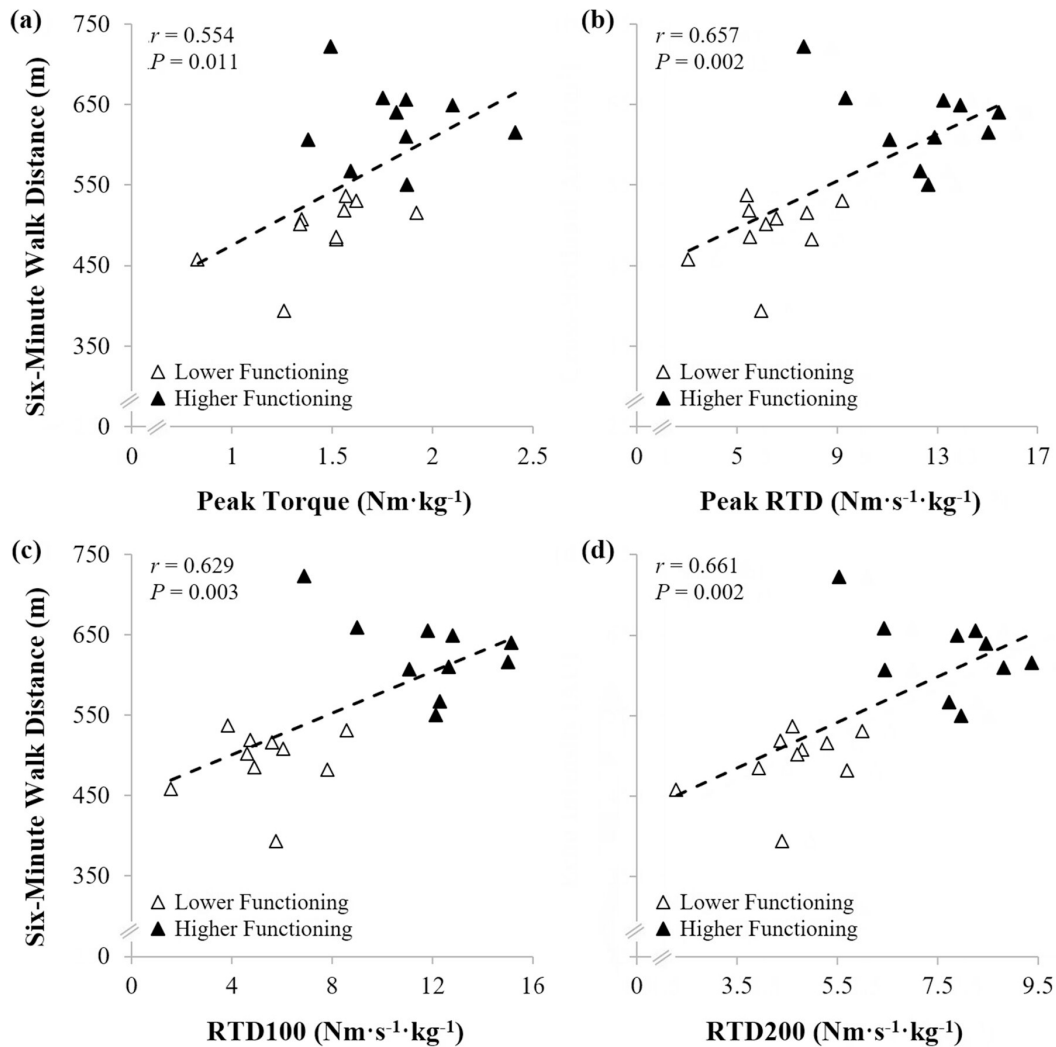 (a)
r = 0.554
P = 0.011
Six-Minute Walk Distance (m)
750
650
550
450
350
0
△ Lower Functioning
▲ Higher Functioning
0 1 1.5 2 2.5
Peak Torque (Nm·kg⁻¹)
(b)
r = 0.657
P = 0.002
△ Lower Functioning
▲ Higher Functioning
0 5 9 13 17
Peak RTD (Nm·s⁻¹·kg⁻¹)
(c)
r = 0.629
P = 0.003
Six-Minute Walk Distance (m)
750
650
550
450
350
0
△ Lower Functioning
▲ Higher Functioning
0 4 8 12 16
RTD100 (Nm·s⁻¹·kg⁻¹)
(d)
r = 0.661
P = 0.002
△ Lower Functioning
▲ Higher Functioning
0 3.5 5.5 7.5 9.5
RTD200 (Nm·s⁻¹·kg⁻¹)